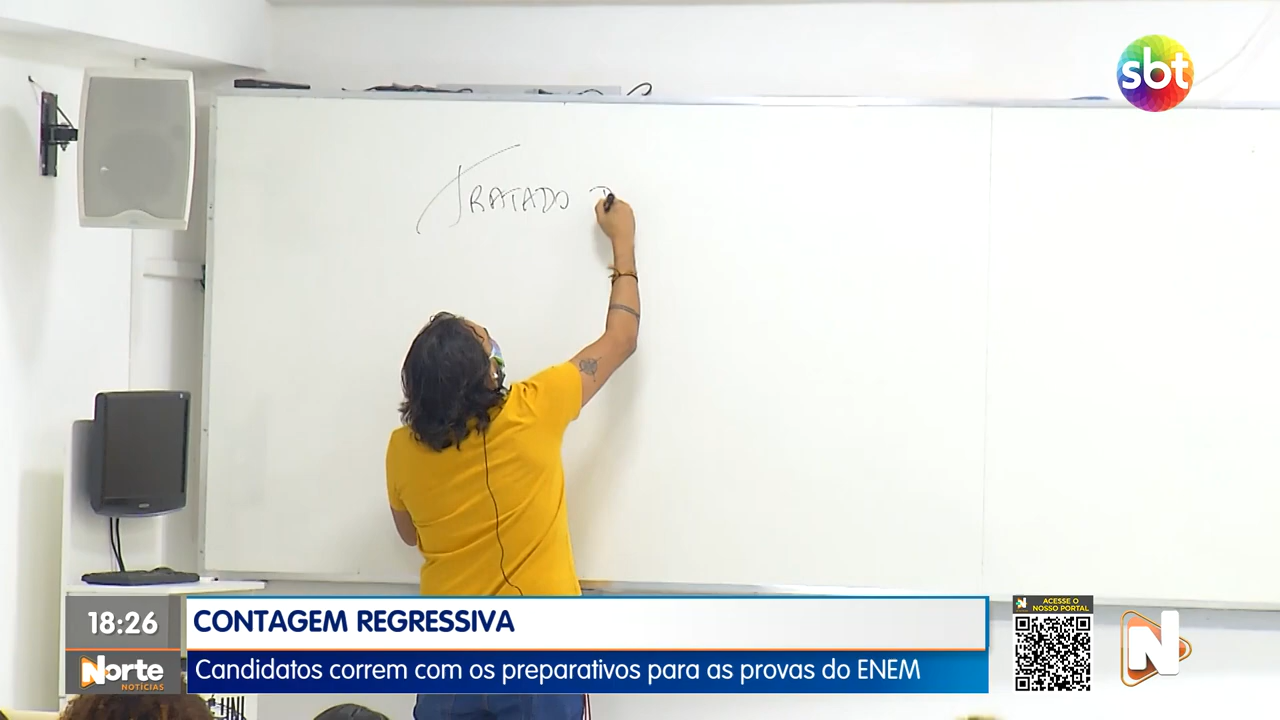 sbt
TRATADO
18:26
CONTAGEM REGRESSIVA
Norte
NOTÍCIAS
Candidatos correm com os preparativos para as provas do ENEM
ACESSE O
NOSSO PORTAL
N